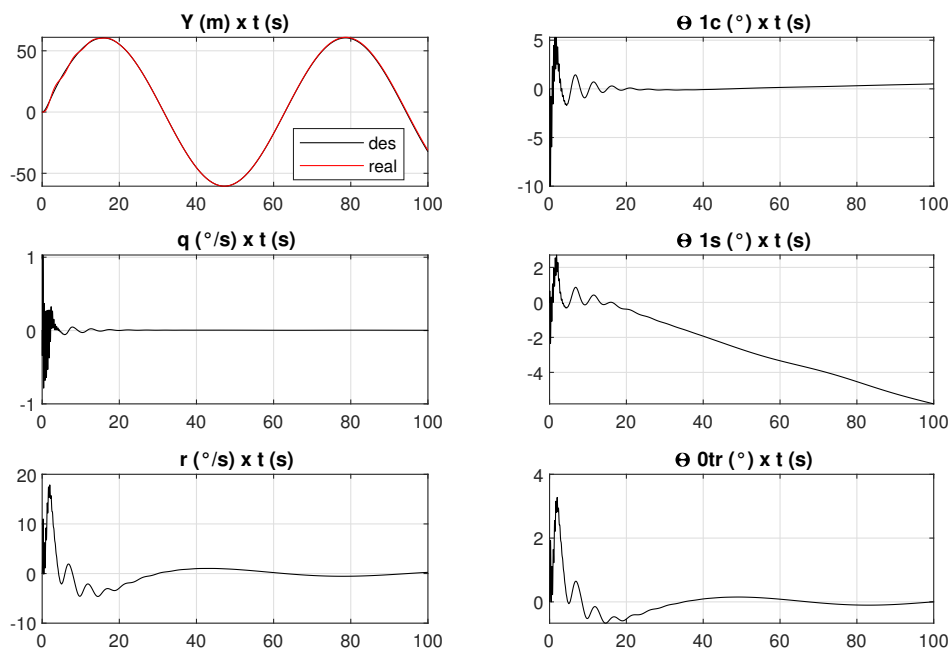 Y (m) x t (s)
50
0
-50
des
real
0 20 40 60 80 100
Θ 1c (°) x t (s)
5
0
-5
-10
0 20 40 60 80 100
q (°/s) x t (s)
1
0
-1
0 20 40 60 80 100
Θ 1s (°) x t (s)
2
0
-2
-4
0 20 40 60 80 100
r (°/s) x t (s)
20
10
0
-10
0 20 40 60 80 100
Θ 0tr (°) x t (s)
4
2
0
0 20 40 60 80 100